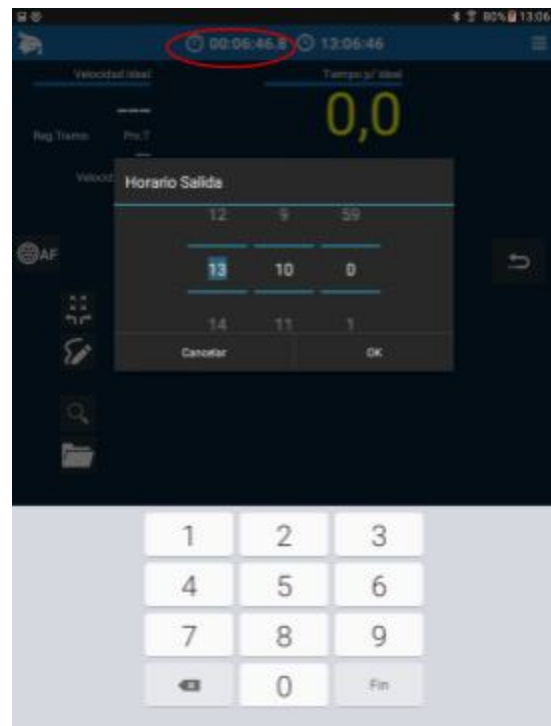 80% 13:06
00:06:46.8 13:06:46
Velocidad Ideal Tiempo p/ Ideal
--- 0,0
Reg.Tramo Prv.T
--
Velocid
Horario Salida
12 9 59
AF
13 10 0
14 11 1
Cancelar OK
1 2 3
4 5 6
7 8 9
0 Fin